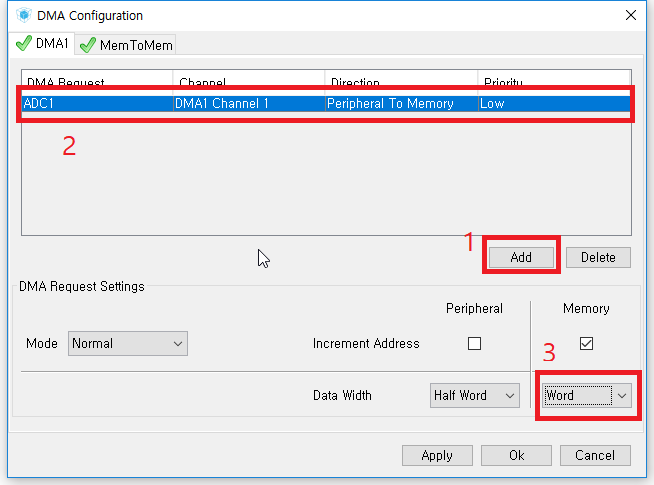 DMA Configuration
DMA1
MemToMem
DMA Request Channel Direction Priority
ADC1 DMA1 Channel 1 Peripheral To Memory Low
2
1
Add Delete
DMA Request Settings
Peripheral Memory
Mode Normal Increment Address
3
Data Width Half Word Word
Apply Ok Cancel